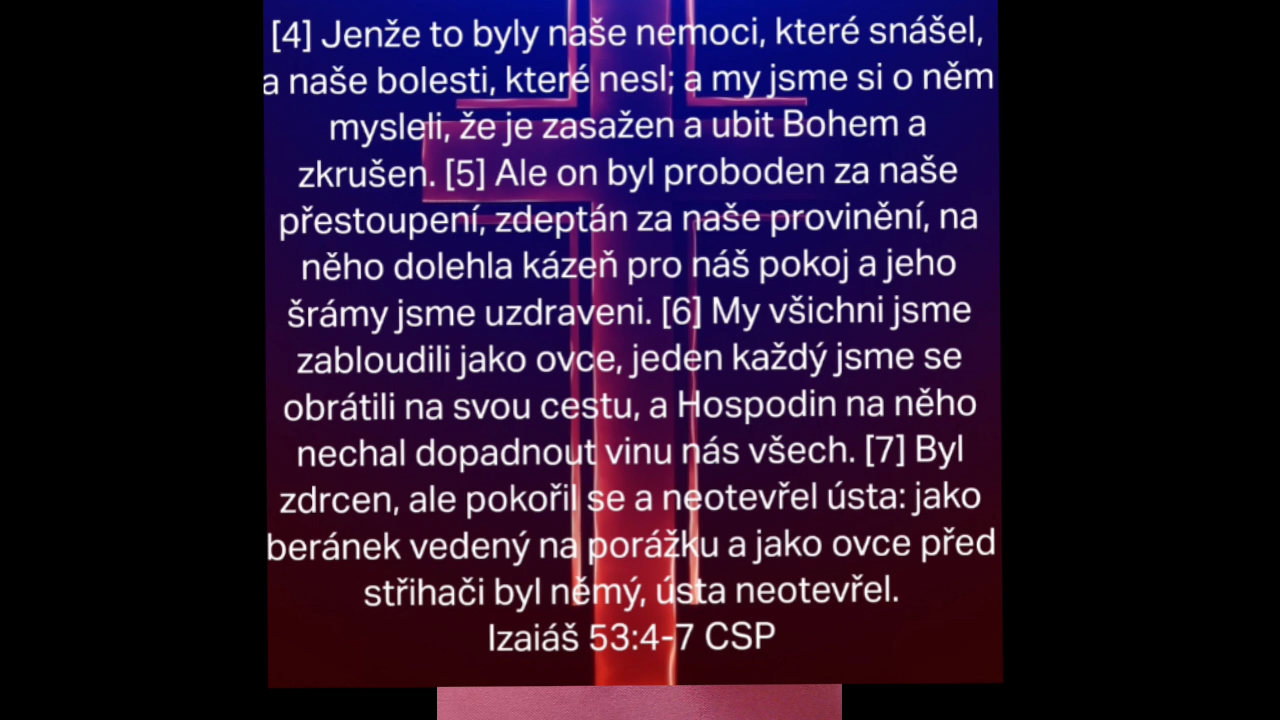 [4] Jenže to byly naše nemoci, které snášel,
a naše bolesti, které nesl; a my jsme si o něm
mysleli, že je zasažen a ubit Bohem a
zkrušen. [5] Ale on byl proboden za naše
přestoupení, zdeptán za naše provinění, na
něho dolehla kázeň pro náš pokoj a jeho
šrámy jsme uzdraveni. [6] My všichni jsme
zabloudili jako ovce, jeden každý jsme se
obrátili na svou cestu, a Hospodin na něho
nechal dopadnout vinu nás všech. [7] Byl
zdrcen, ale pokořil se a neotevřel ústa: jako
beránek vedený na porážku a jako ovce před
střihači byl němý, ústa neotevřel.
Izaiáš 53:4-7 CSP